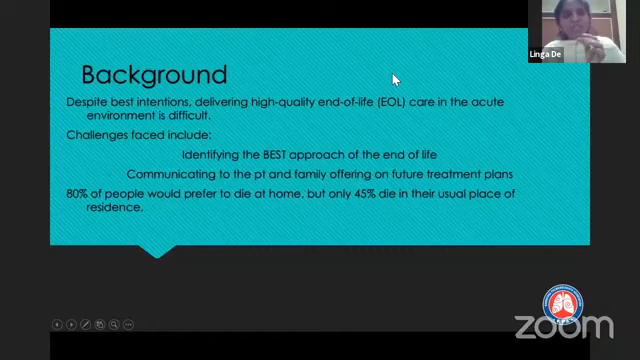 Linga De
Background
Despite best intentions, delivering high-quality end-of-life (EOL) care in the acute
environment is difficult.
Challenges faced include:
Identifying the BEST approach of the end of life
Communicating to the pt and family offering on future treatment plans
80% of people would prefer to die at home, but only 45% die in their usual place of
residence.
zoom